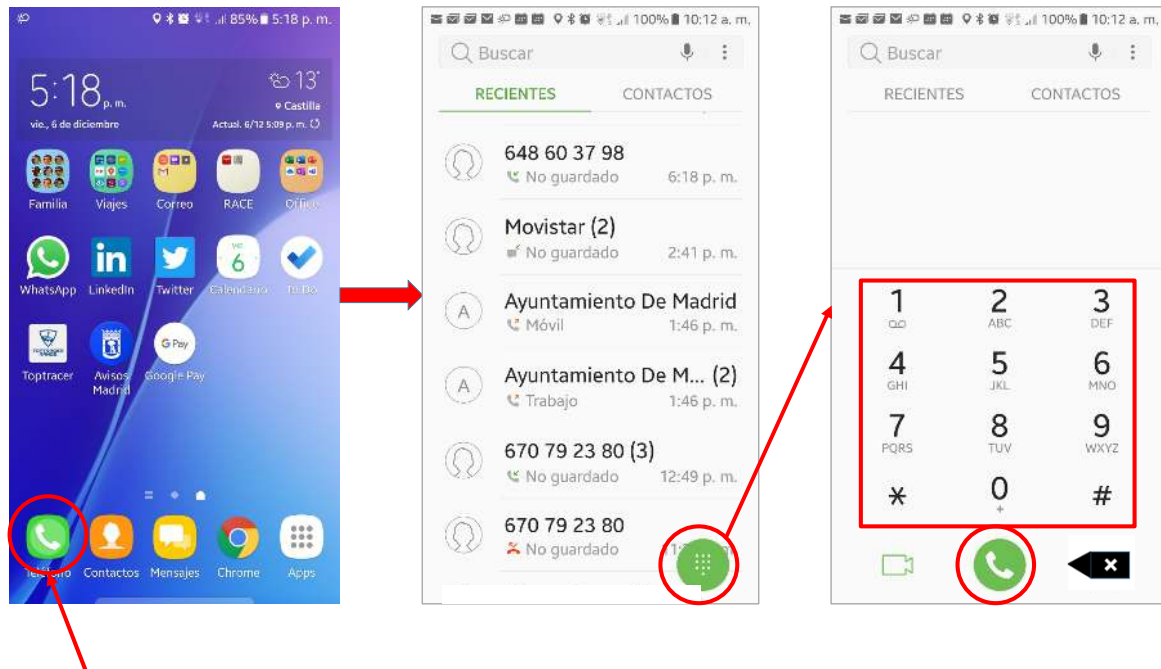 85% 5:18 p. m.
5:18 p. m.
13°
Castilla
vie., 6 de diciembre
Actual. 6/12 5:09 p. m.
Familia Viajes Correo RACE Office
6
WhatsApp LinkedIn Twitter Calendario To Do
G Pay
Toptracer Avisos Madrid Google Pay
Teléfono Contactos Mensajes Chrome Apps
100% 10:12 a. m.
Buscar
RECIENTES CONTACTOS
648 60 37 98
No guardado 6:18 p. m.
Movistar (2)
No guardado 2:41 p. m.
A Ayuntamiento De Madrid
Móvil 1:46 p. m.
A Ayuntamiento De M... (2)
Trabajo 1:46 p. m.
670 79 23 80 (3)
No guardado 12:49 p. m.
670 79 23 80
No guardado
100% 10:12 a. m.
Buscar
RECIENTES CONTACTOS
1 2 3
ABC DEF
4 5 6
GHI JKL MNO
7 8 9
PQRS TUV WXYZ
* 0 #
+